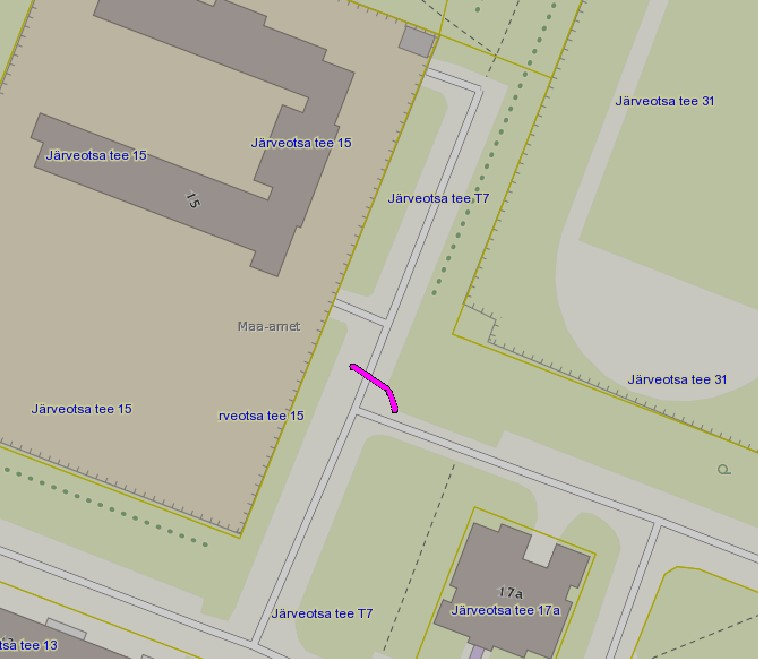 Järveotsa tee 31
Järveotsa tee 15
Järveotsa tee 15
15
Järveotsa tee T7
Maa-amet
Järveotsa tee 31
Järveotsa tee 15
rveotsa tee 15
17a
Järveotsa tee 17a
Järveotsa tee T7
tsa tee 13